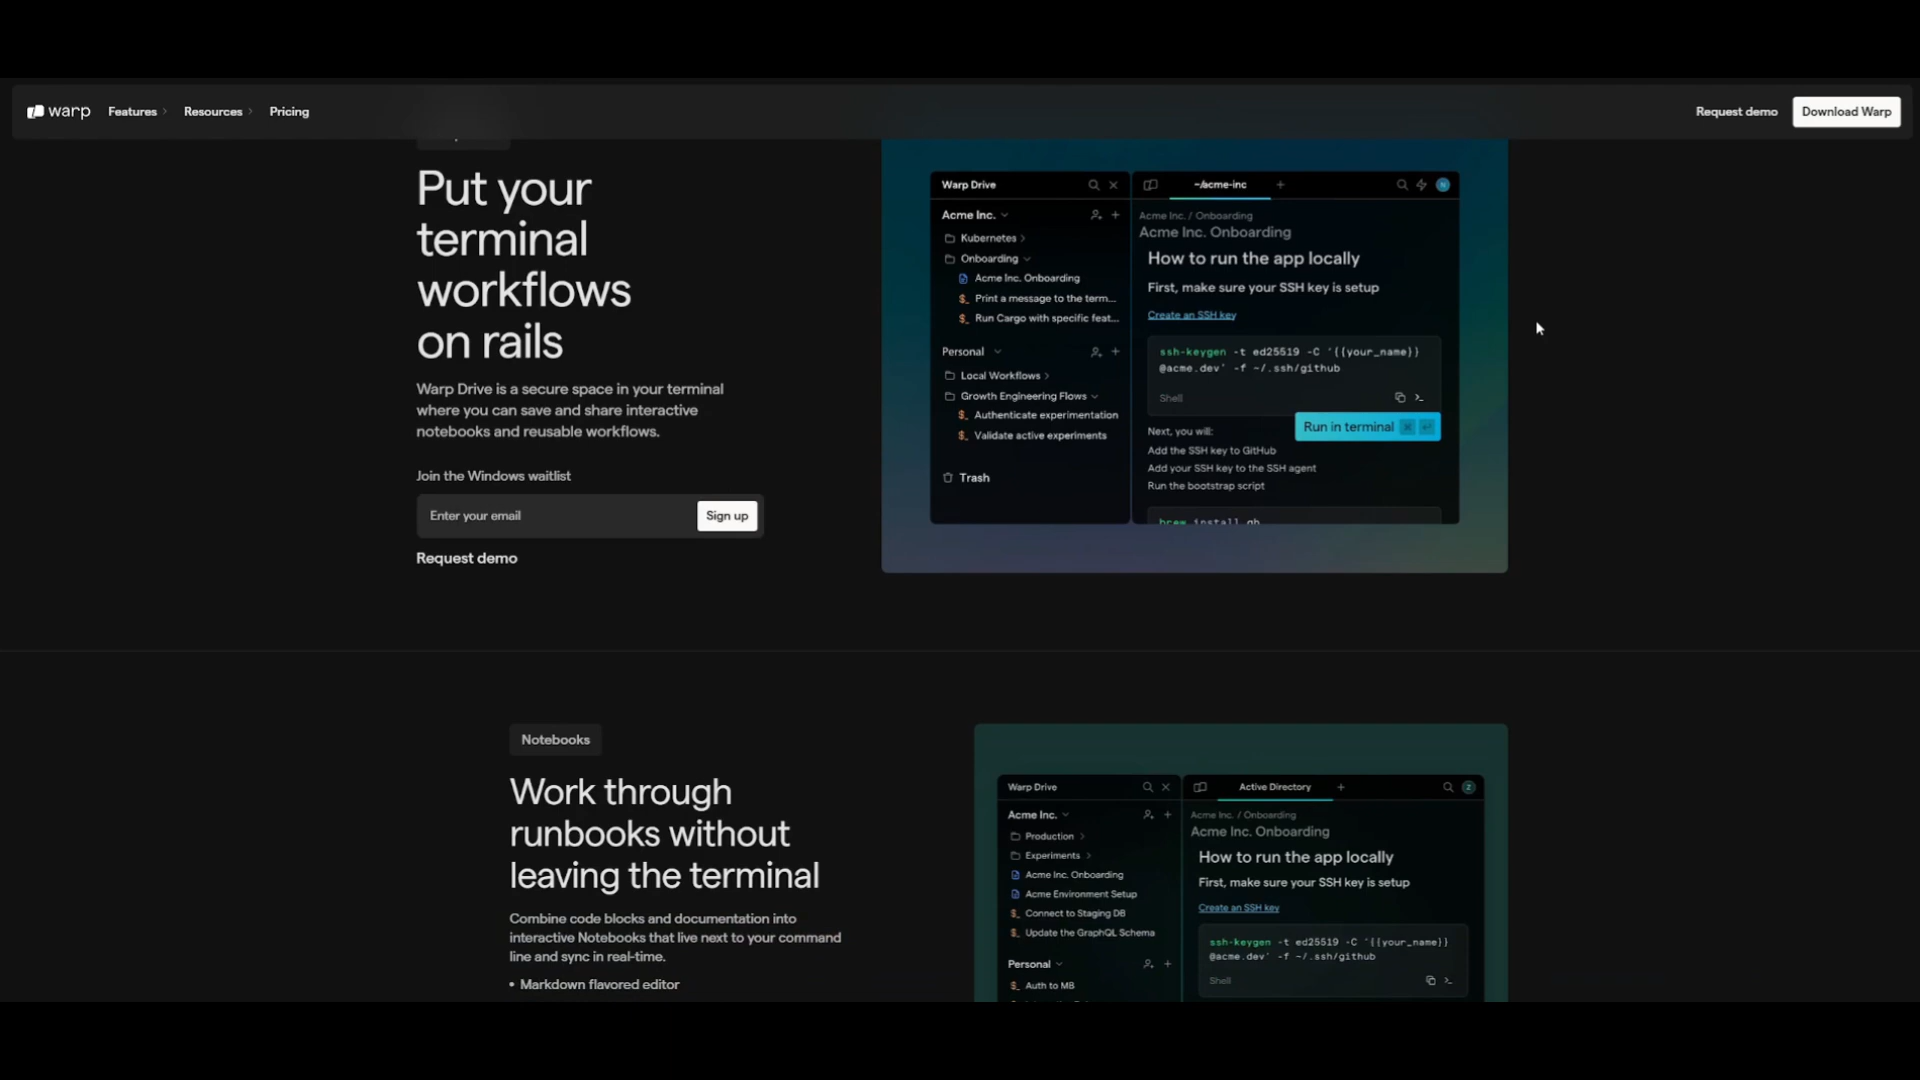 warp
Features
Resources
Pricing
Request demo
Download Warp
Put your
terminal
workflows
on rails
Warp Drive is a secure space in your terminal
where you can save and share interactive
notebooks and reusable workflows.
Join the Windows waitlist
Enter your email
Sign up
Request demo
Warp Drive
Acme Inc.
Kubernetes
Onboarding
Acme Inc. Onboarding
Print a message to the term...
Run Cargo with specific feat...
Personal
Local Workflows
Growth Engineering Flows
Authenticate experimentation
Validate active experiments
Trash
~/acme-inc
N
Acme Inc. / Onboarding
Acme Inc. Onboarding
How to run the app locally
First, make sure your SSH key is setup
Create an SSH key
ssh-keygen -t ed25519 -C '{{your_name}}
@acme.dev` -f ~/.ssh/github
Shell
Run in terminal
Next, you will:
Add the SSH key to GitHub
Add your SSH key to the SSH agent
Run the bootstrap script
brew install gh
Notebooks
Work through
runbooks without
leaving the terminal
Combine code blocks and documentation into
interactive Notebooks that live next to your command
line and sync in real-time.
• Markdown flavored editor
Warp Drive
Acme Inc.
Production
Experiments
Acme Inc. Onboarding
Acme Environment Setup
Connect to Staging DB
Update the GraphQL Schema
Personal
Auth to MB
Active Directory
Z
Acme Inc. / Onboarding
Acme Inc. Onboarding
How to run the app locally
First, make sure your SSH key is setup
Create an SSH key
ssh-keygen -t ed25519 -C `{{your_name}}
@acme.dev` -f ~/.ssh/github
Shell